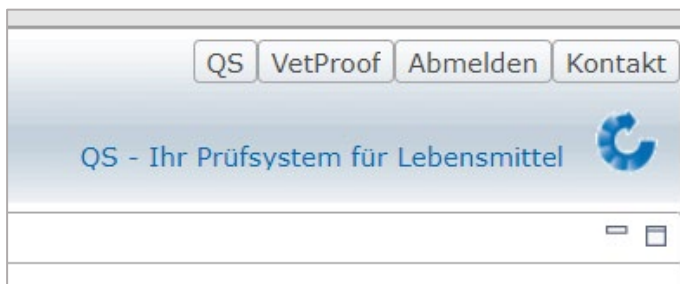 QS VetProof Abmelden Kontakt
QS - Ihr Prüfsystem für Lebensmittel